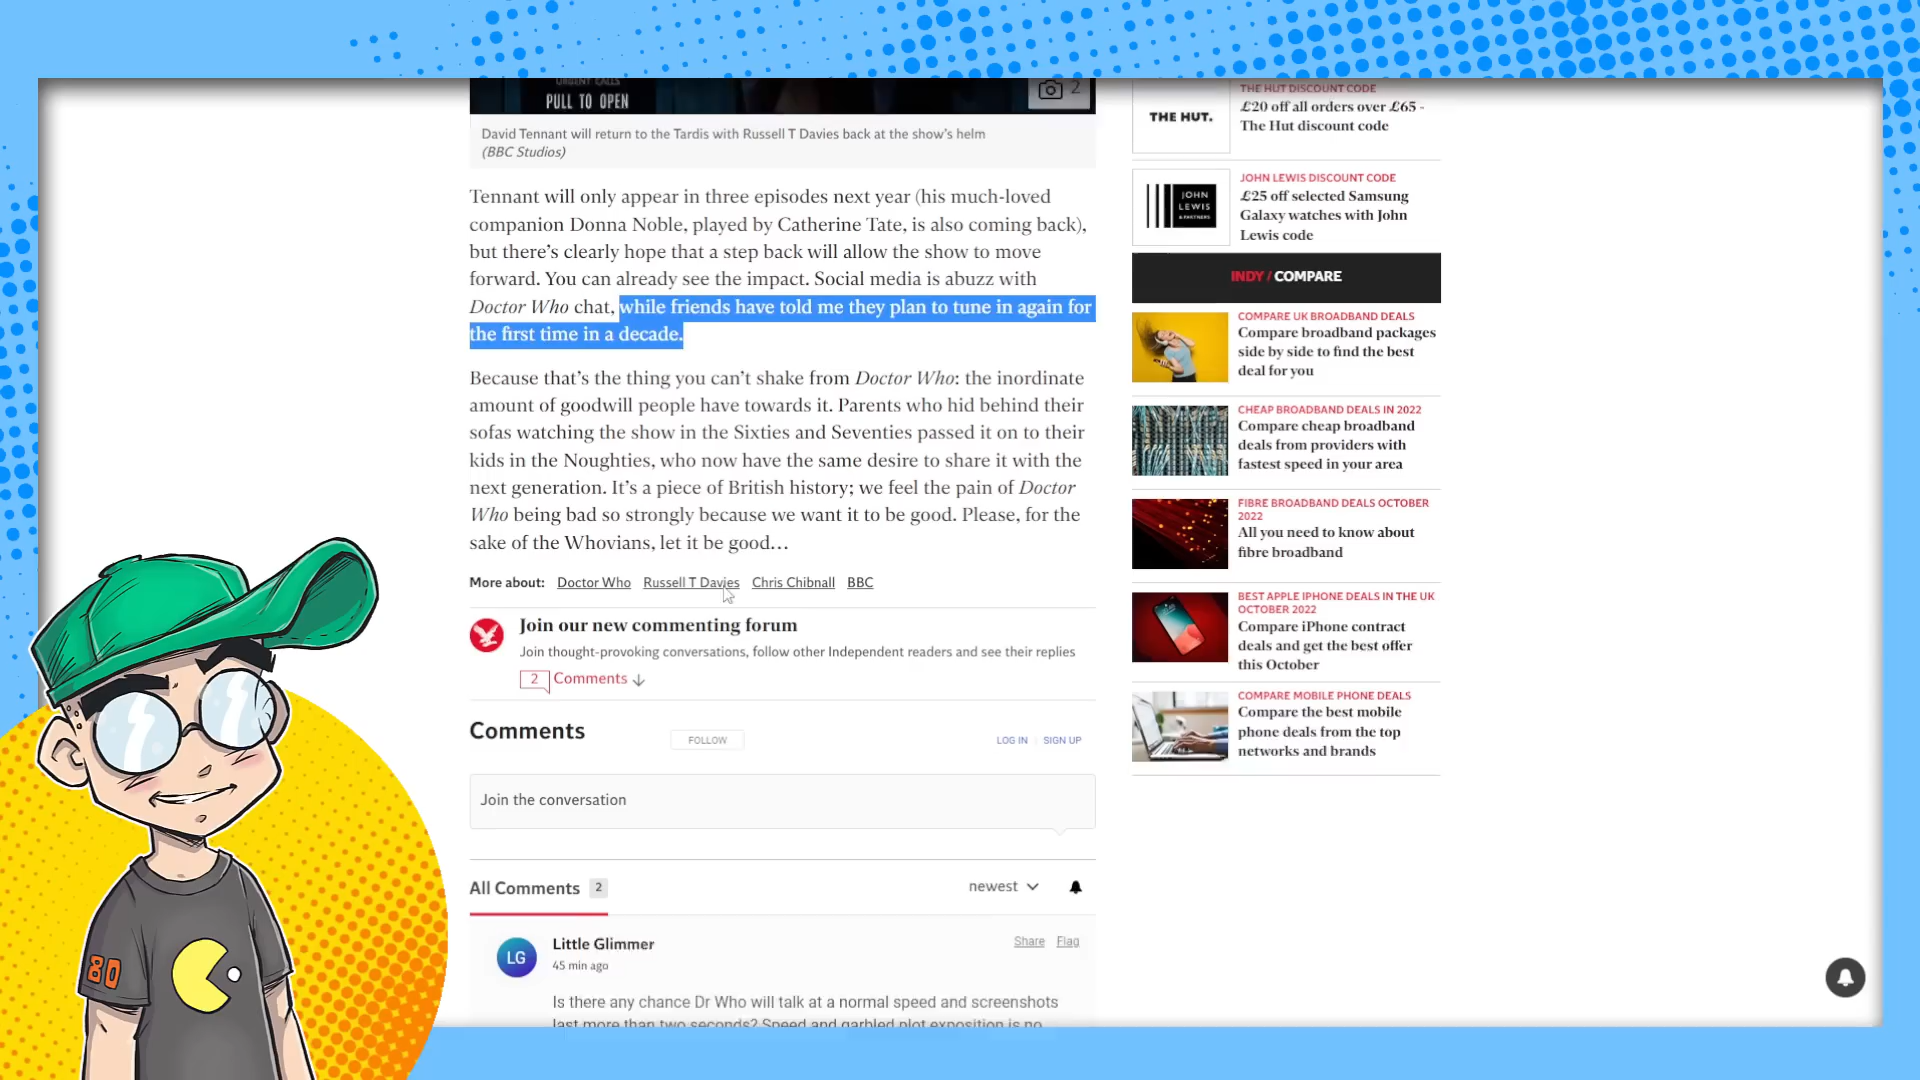 URGENT CALLS
PULL TO OPEN
2
David Tennant will return to the Tardis with Russell T Davies back at the show's helm
(BBC Studios)
Tennant will only appear in three episodes next year (his much-loved
companion Donna Noble, played by Catherine Tate, is also coming back),
but there's clearly hope that a step back will allow the show to move
forward. You can already see the impact. Social media is abuzz with
Doctor Who chat, while friends have told me they plan to tune in again for
the first time in a decade.
Because that's the thing you can't shake from Doctor Who: the inordinate
amount of goodwill people have towards it. Parents who hid behind their
sofas watching the show in the Sixties and Seventies passed it on to their
kids in the Noughties, who now have the same desire to share it with the
next generation. It's a piece of British history; we feel the pain of Doctor
Who being bad so strongly because we want it to be good. Please, for the
sake of the Whovians, let it be good...
More about: Doctor Who Russell T Davies Chris Chibnall BBC
Join our new commenting forum
Join thought-provoking conversations, follow other Independent readers and see their replies
2 Comments
Comments
FOLLOW
LOG IN | SIGN UP
Join the conversation
All Comments 2
newest
LG
Little Glimmer
Share Flag
45 min ago
Is there any chance Dr Who will talk at a normal speed and screenshots
last more than two seconds? Speed and garbled plot exposition is no
THE HUT.
THE HUT DISCOUNT CODE
£20 off all orders over £65 -
The Hut discount code
JOHN
LEWIS
& PARTNERS
JOHN LEWIS DISCOUNT CODE
£25 off selected Samsung
Galaxy watches with John
Lewis code
INDY / COMPARE
COMPARE UK BROADBAND DEALS
Compare broadband packages
side by side to find the best
deal for you
CHEAP BROADBAND DEALS IN 2022
Compare cheap broadband
deals from providers with
fastest speed in your area
FIBRE BROADBAND DEALS OCTOBER
2022
All you need to know about
fibre broadband
BEST APPLE IPHONE DEALS IN THE UK
OCTOBER 2022
Compare iPhone contract
deals and get the best offer
this October
COMPARE MOBILE PHONE DEALS
Compare the best mobile
phone deals from the top
networks and brands
80